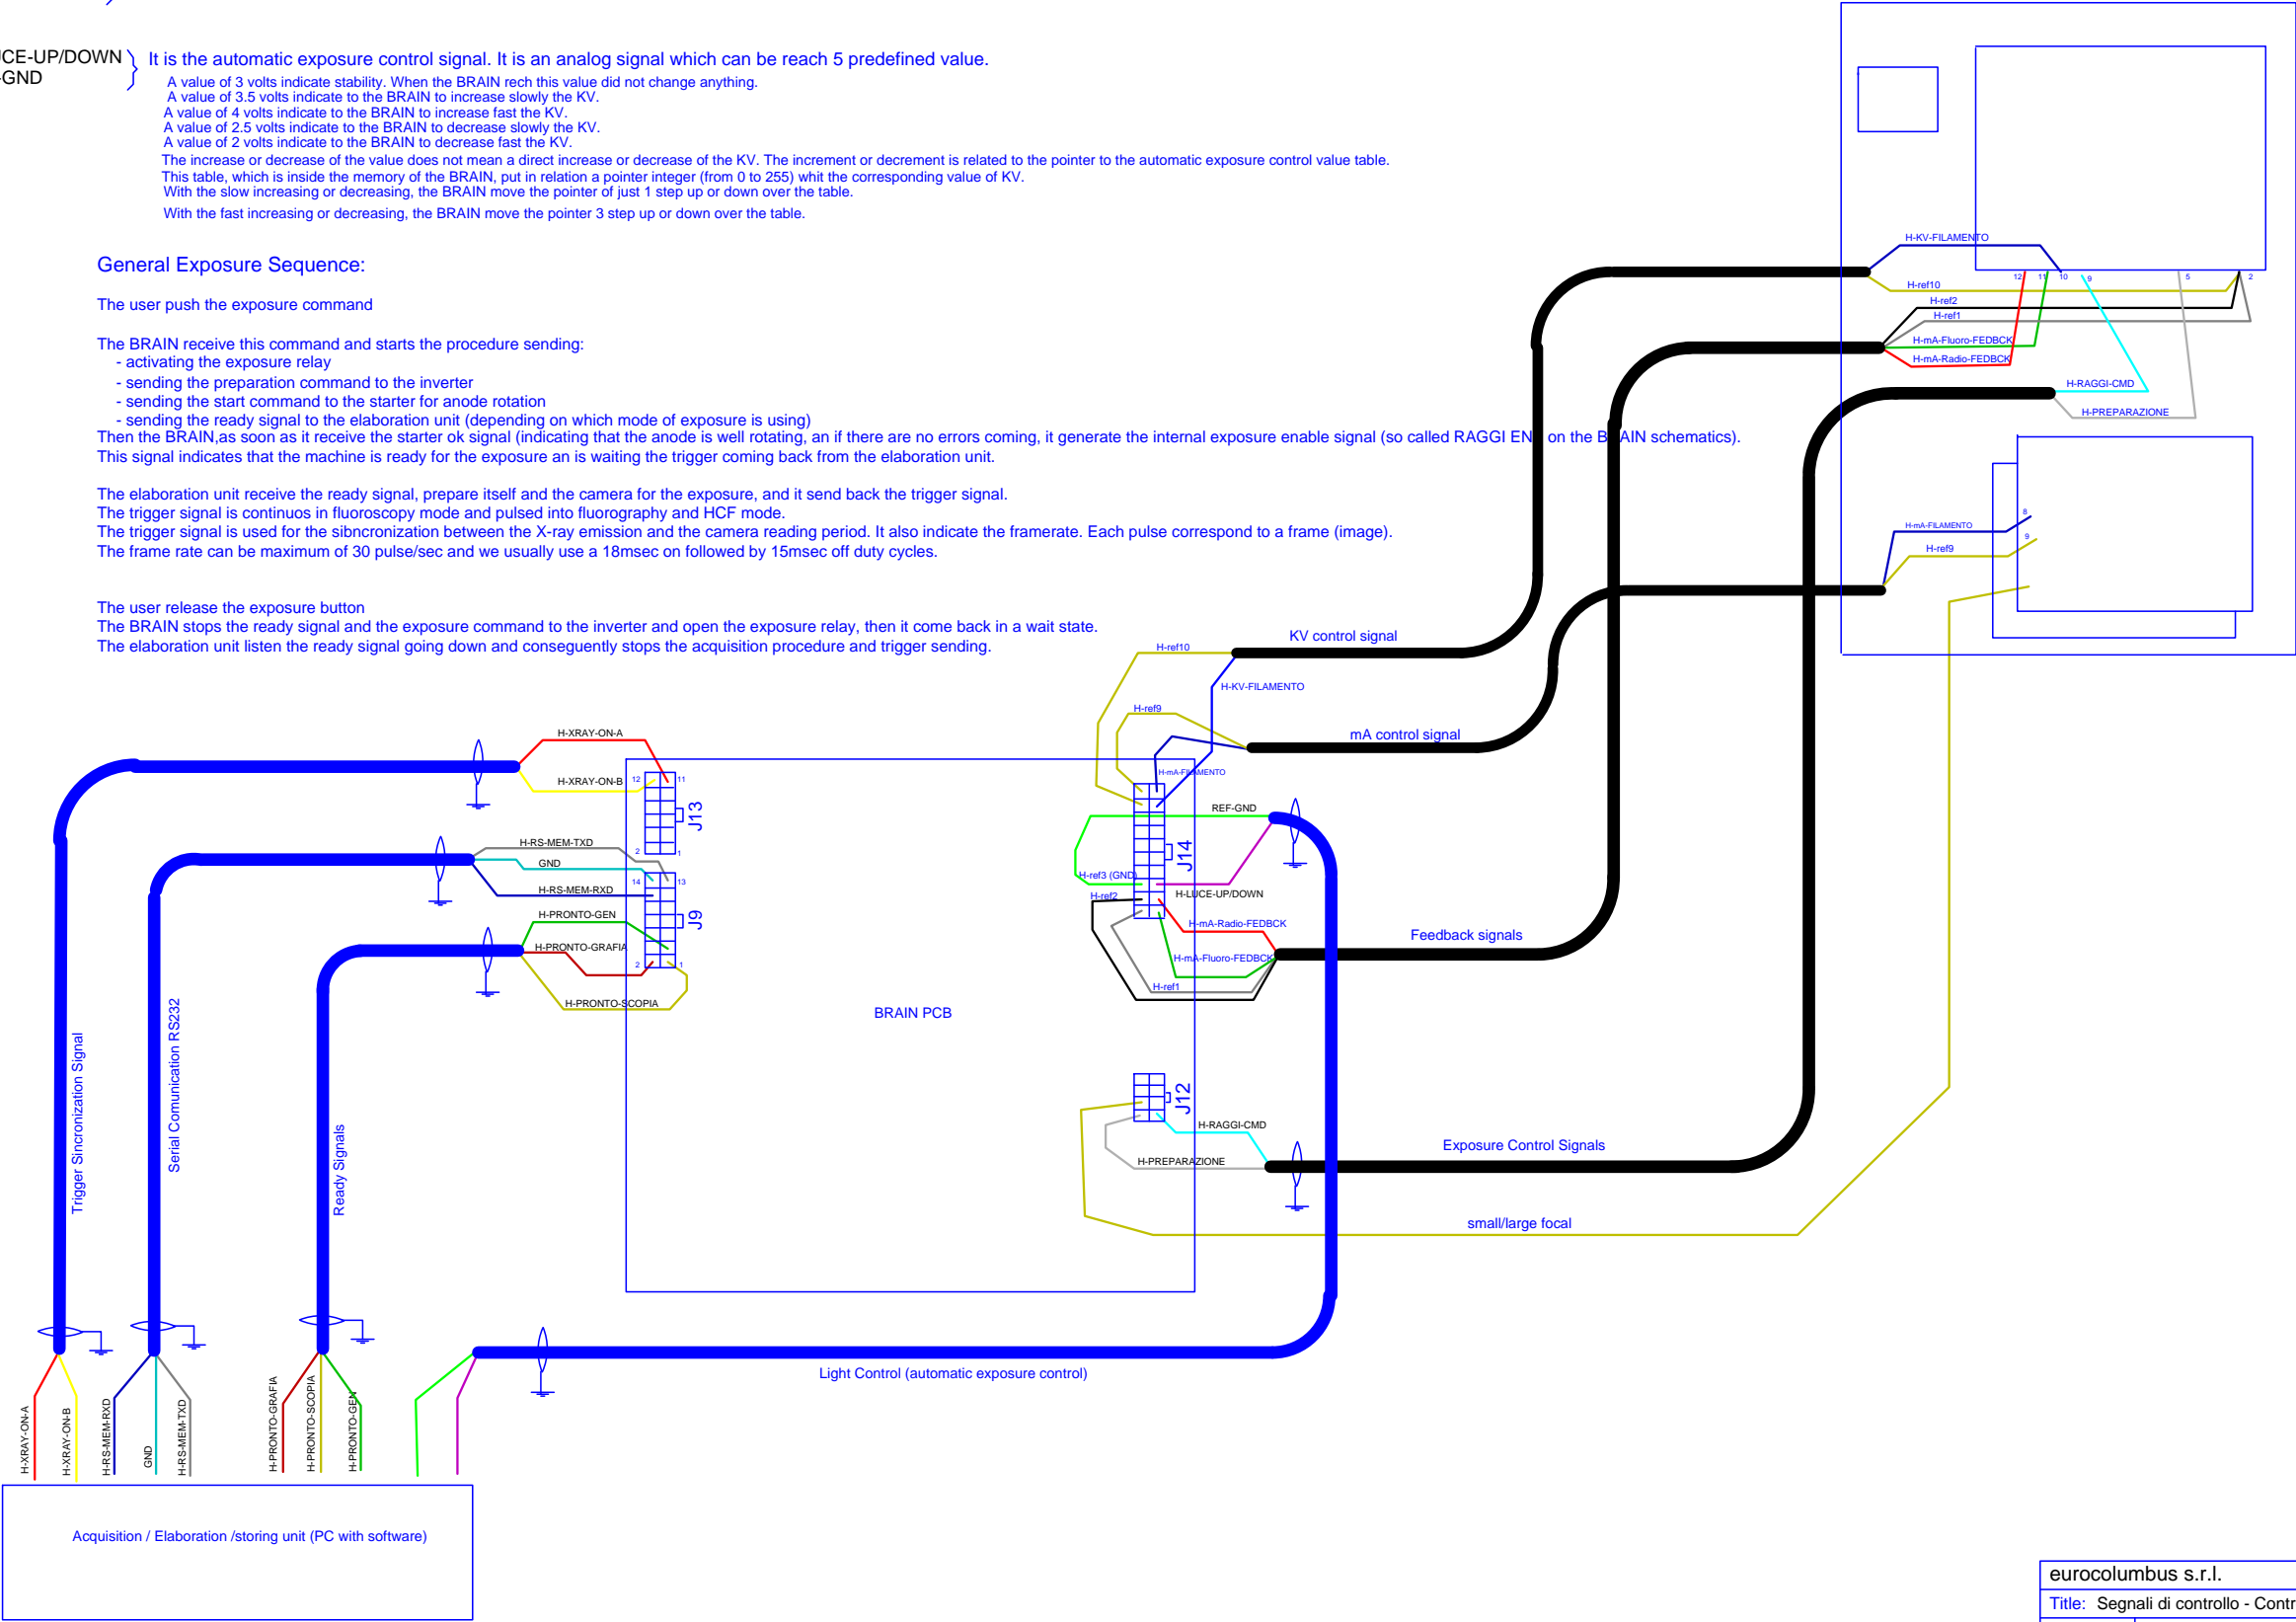 CE-UP/DOWN
-GND
It is the automatic exposure control signal. It is an analog signal which can be reach 5 predefined value.
A value of 3 volts indicate stability. When the BRAIN rech this value did not change anything.
A value of 3.5 volts indicate to the BRAIN to increase slowly the KV.
A value of 4 volts indicate to the BRAIN to increase fast the KV.
A value of 2.5 volts indicate to the BRAIN to decrease slowly the KV.
A value of 2 volts indicate to the BRAIN to decrease fast the KV.
The increase or decrease of the value does not mean a direct increase or decrease of the KV. The increment or decrement is related to the pointer to the automatic exposure control value table.
This table, which is inside the memory of the BRAIN, put in relation a pointer integer (from 0 to 255) whit the corresponding value of KV.
With the slow increasing or decreasing, the BRAIN move the pointer of just 1 step up or down over the table.
With the fast increasing or decreasing, the BRAIN move the pointer 3 step up or down over the table.
General Exposure Sequence:
The user push the exposure command
The BRAIN receive this command and starts the procedure sending:
- activating the exposure relay
- sending the preparation command to the inverter
- sending the start command to the starter for anode rotation
- sending the ready signal to the elaboration unit (depending on which mode of exposure is using)
Then the BRAIN,as soon as it receive the starter ok signal (indicating that the anode is well rotating, an if there are no errors coming, it generate the internal exposure enable signal (so called RAGGI EN on the B AIN schematics).
This signal indicates that the machine is ready for the exposure an is waiting the trigger coming back from the elaboration unit.
The elaboration unit receive the ready signal, prepare itself and the camera for the exposure, and it send back the trigger signal.
The trigger signal is continuos in fluoroscopy mode and pulsed into fluorography and HCF mode.
The trigger signal is used for the sibncronization between the X-ray emission and the camera reading period. It also indicate the framerate. Each pulse correspond to a frame (image).
The frame rate can be maximum of 30 pulse/sec and we usually use a 18msec on followed by 15msec off duty cycles.
The user release the exposure button
The BRAIN stops the ready signal and the exposure command to the inverter and open the exposure relay, then it come back in a wait state.
The elaboration unit listen the ready signal going down and conseguently stops the acquisition procedure and trigger sending.
H-KV-FILAMENTO
12
11
10
9
5
2
H-ref10
H-ref2
H-ref1
H-mA-Fluoro-FEDBCK
H-mA-Radio-FEDBCK
H-RAGGI-CMD
H-PREPARAZIONE
8
H-mA-FILAMENTO
9
H-ref9
KV control signal
H-ref10
H-KV-FILAMENTO
H-ref9
mA control signal
H-mA-FILAMENTO
REF-GND
J14
H-ref3 (GND)
H-LUCE-UP/DOWN
H-ref2
H-mA-Radio-FEDBCK
Feedback signals
H-mA-Fluoro-FEDBCK
H-ref1
H-XRAY-ON-A
H-XRAY-ON-B
12
11
J13
2
1
H-RS-MEM-TXD
GND
14
13
H-RS-MEM-RXD
J9
H-PRONTO-GEN
H-PRONTO-GRAFIA
2
1
H-PRONTO-SCOPIA
BRAIN PCB
J12
H-RAGGI-CMD
H-PREPARAZIONE
Exposure Control Signals
small/large focal
Trigger Sincronization Signal
Serial Comunication RS232
Ready Signals
Light Control (automatic exposure control)
H-XRAY-ON-A
H-XRAY-ON-B
H-RS-MEM-RXD
GND
H-RS-MEM-TXD
H-PRONTO-GRAFIA
H-PRONTO-SCOPIA
H-PRONTO-GEN
Acquisition / Elaboration /storing unit (PC with software)
eurocolumbus s.r.l.
Title: Segnali di controllo - Contr